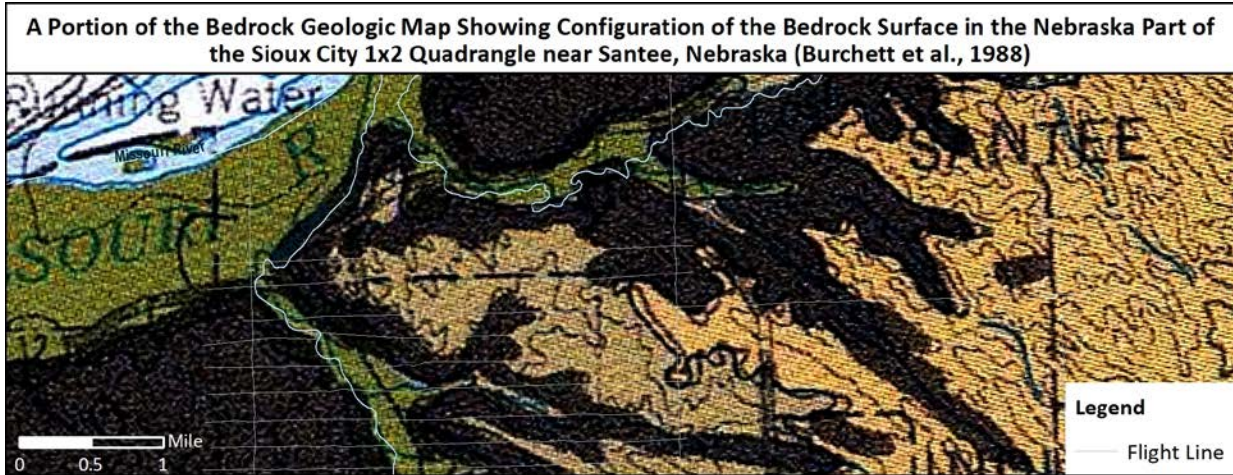 A Portion of the Bedrock Geologic Map Showing Configuration of the Bedrock Surface in the Nebraska Part of
the Sioux City 1x2 Quadrangle near Santee, Nebraska (Burchett et al., 1988)
Running Water
Missouri River
R
SANTEE
SOURI
Legend
Flight Line
Mile
0 0.5 1